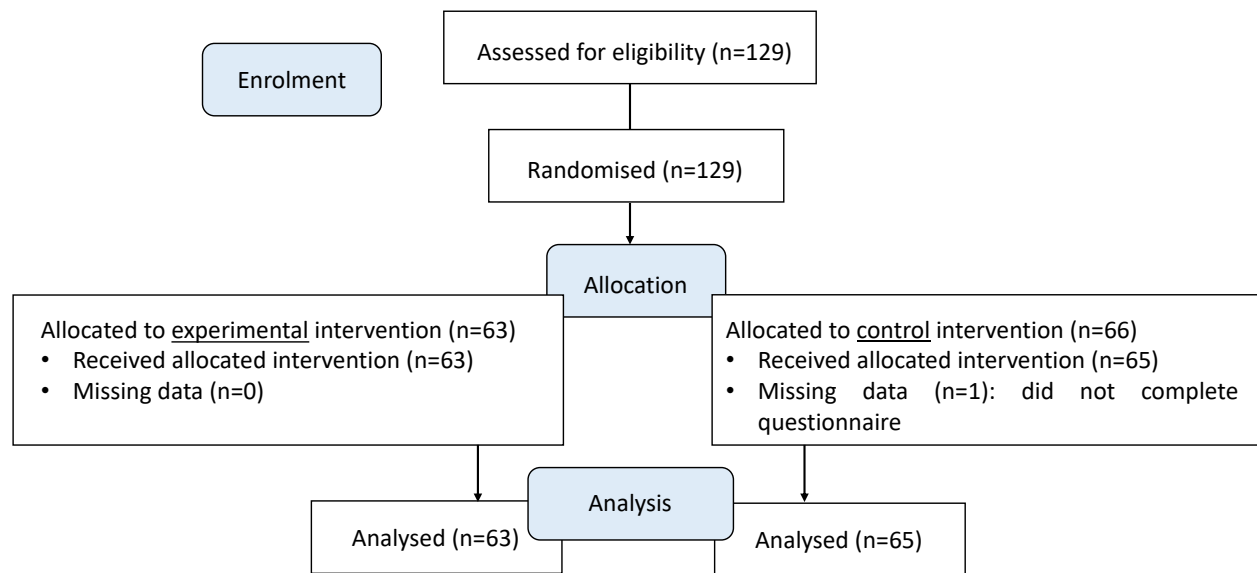 Assessed for eligibility (n=129)
Enrolment
Randomised (n=129)
Allocation
Allocated to experimental intervention (n=63)
• Received allocated intervention (n=63)
• Missing data (n=0)
Allocated to control intervention (n=66)
• Received allocated intervention (n=65)
• Missing data (n=1): did not complete
questionnaire
Analysis
Analysed (n=63)
Analysed (n=65)